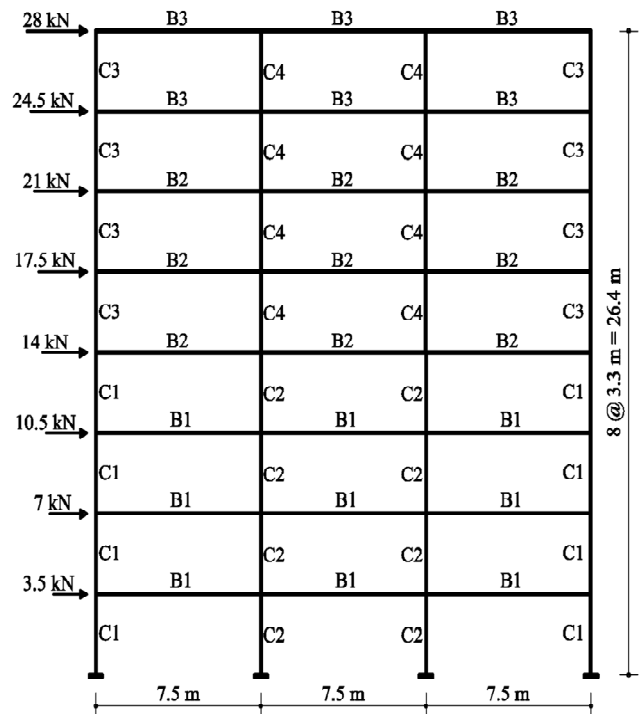 28 kN B3 B3 B3
C3 C4 C4 C3
24.5 kN B3 B3 B3
C3 C4 C4 C3
21 kN B2 B2 B2
C3 C4 C4 C3
17.5 kN B2 B2 B2
C3 C4 C4 C3
14 kN B2 B2 B2
C1 C2 C2 C1
10.5 kN B1 B1 B1
C1 C2 C2 C1
7 kN B1 B1 B1
C1 C2 C2 C1
3.5 kN B1 B1 B1
C1 C2 C2 C1
7.5 m 7.5 m 7.5 m
8 @ 3.3 m = 26.4 m